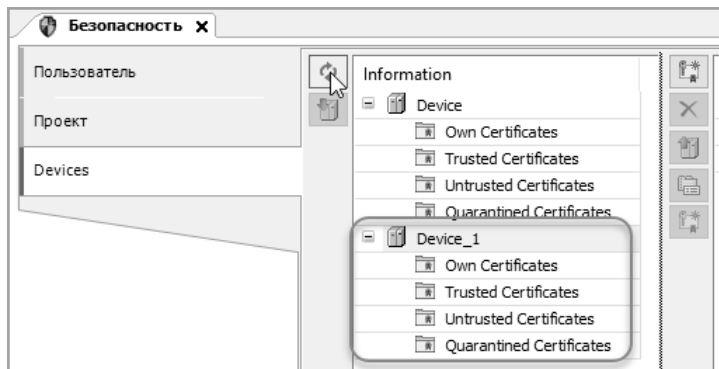 Безопасность
Пользователь
Проект
Devices
Information
Device
Own Certificates
Trusted Certificates
Untrusted Certificates
Quarantined Certificates
Device_1
Own Certificates
Trusted Certificates
Untrusted Certificates
Quarantined Certificates